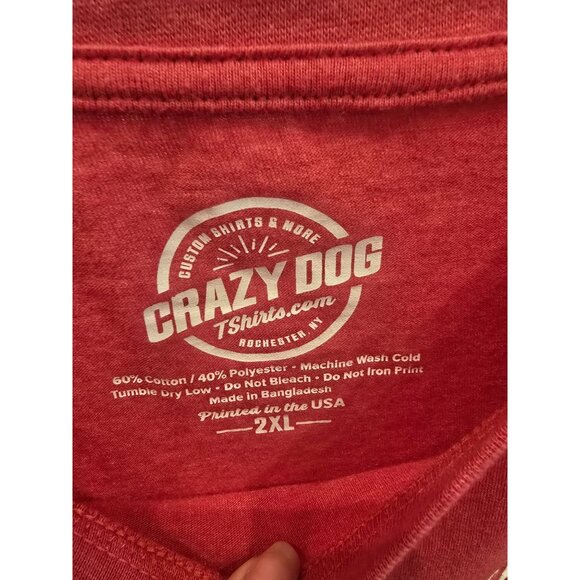 CUSTOM SHIRTS & MORE
CRAZY DOG
TShirts.com
ROCHESTER, NY
60% Cotton / 40% Polyester • Machine Wash Cold
Tumble Dry Low • Do Not Bleach • Do Not Iron Print
Made in Bangladesh
Printed in the USA
2XL